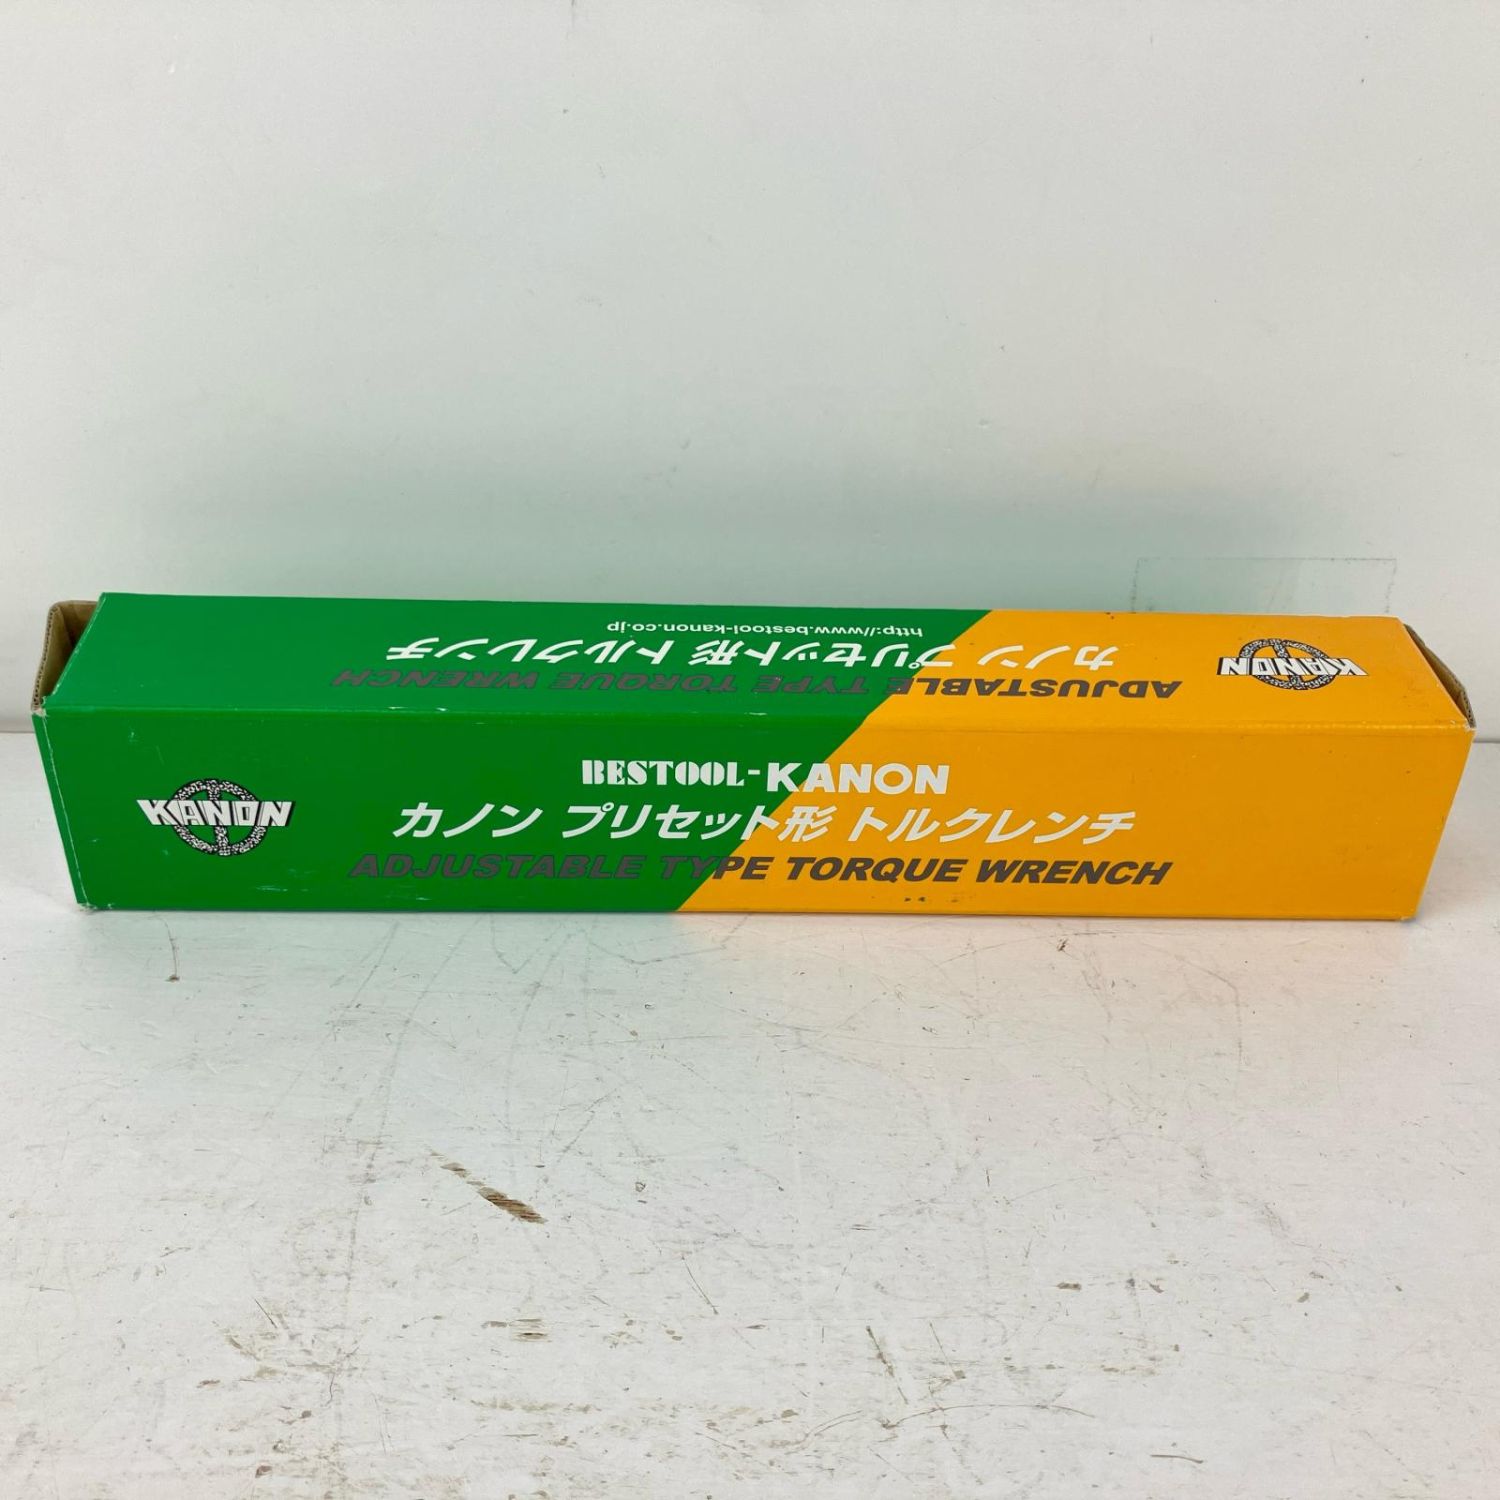 http://www.bestool-kanon.co.jp
カノン プリセット形 トルクレンチ
ADJUSTABLE TYPE TORQUE WRENCH
KANON
BESTOOL-KANON
KANON
カノン プリセット形 トルクレンチ
ADJUSTABLE TYPE TORQUE WRENCH